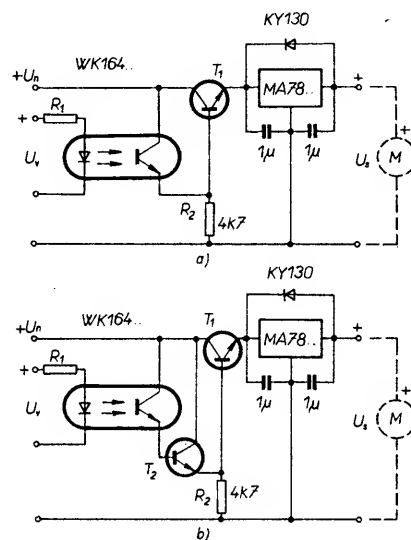 KY130
WK164..
T1
+Un
R1
+
MA78..
+
+
Uv
1μ
1μ
Us
M
R2
4k7
a)
KY130
WK164..
T1
+Un
R1
+
MA78..
+
+
Uv
1μ
1μ
Us
M
T2
R2
4k7
b)